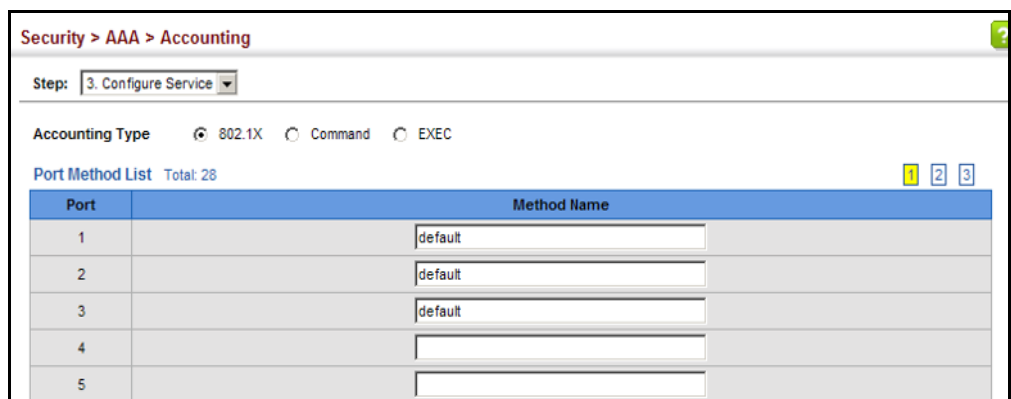 Security > AAA > Accounting
?
Step: 3. Configure Service
Accounting Type 802.1X Command EXEC
Port Method List Total: 28 1 2 3
Port Method Name
1 default
2 default
3 default
4
5